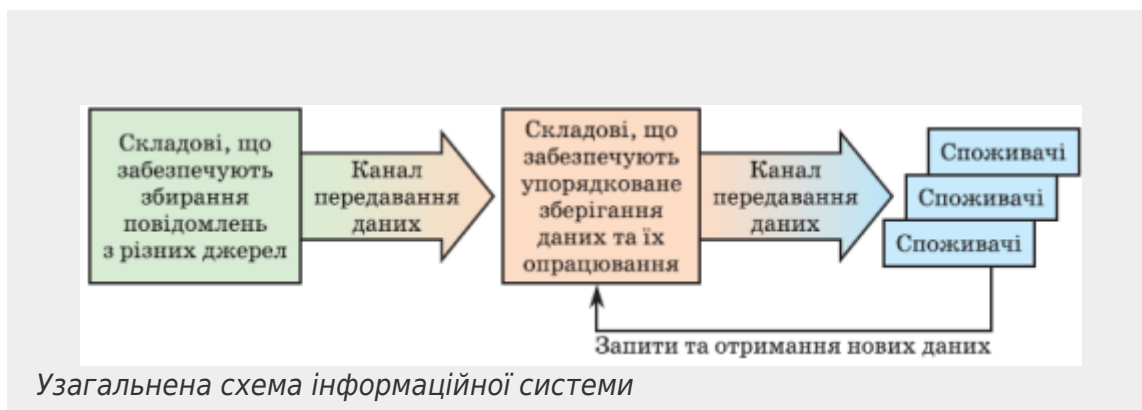 Складові, що
забезпечують
збирання
повідомлень
з різних джерел
Канал
передавання
даних
Складові, що
забезпечують
упорядковане
зберігання
даних та їх
опрацювання
Канал
передавання
даних
Споживачі
Споживачі
Споживачі
Запити та отримання нових даних
Узагальнена схема інформаційної системи